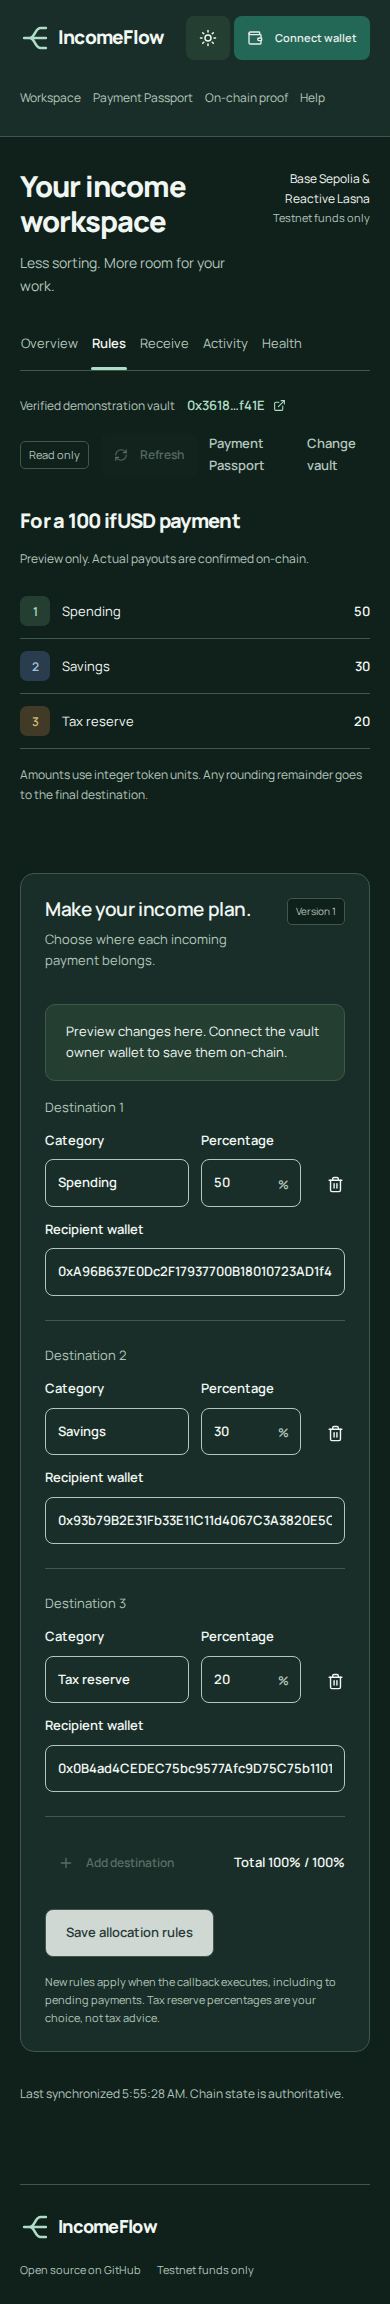 IncomeFlow
Connect wallet
Workspace Payment Passport On-chain proof Help
Your income
workspace
Base Sepolia &
Reactive Lasna
Testnet funds only
Less sorting. More room for your
work.
Overview Rules Receive Activity Health
Verified demonstration vault 0x3618...f41E
Read only Refresh
Payment
Passport
Change
vault
For a 100 ifUSD payment
Preview only. Actual payouts are confirmed on-chain.
1 Spending 50
2 Savings 30
3 Tax reserve 20
Amounts use integer token units. Any rounding remainder goes
to the final destination.
Make your income plan.
Version 1
Choose where each incoming
payment belongs.
Preview changes here. Connect the vault
owner wallet to save them on-chain.
Destination 1
Category Percentage
Spending 50 %
Recipient wallet
0xA96B637E0Dc2F17937700B18010723AD1f4
Destination 2
Category Percentage
Savings 30 %
Recipient wallet
0x93b79B2E31Fb33E11C11d4067C3A3820E5C
Destination 3
Category Percentage
Tax reserve 20 %
Recipient wallet
0x0B4ad4CEDEC75bc9577Afc9D75C75b1101
Add destination Total 100% / 100%
Save allocation rules
New rules apply when the callback executes, including to
pending payments. Tax reserve percentages are your
choice, not tax advice.
Last synchronized 5:55:28 AM. Chain state is authoritative.
IncomeFlow
Open source on GitHub Testnet funds only